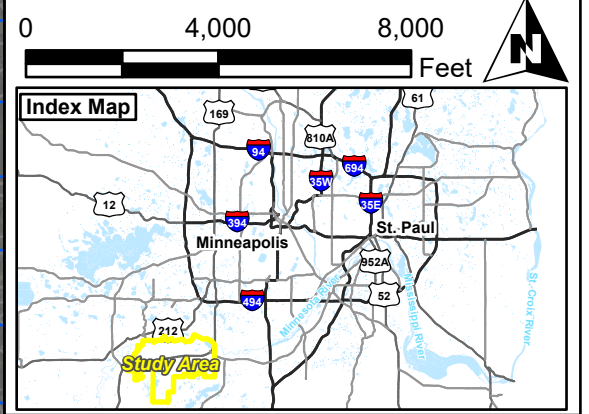 0 4,000 8,000
Feet
N
Index Map
169
61
810A
94
694
35W
12
35E
394
St. Paul
Minneapolis
952A
494
52
Minnesota River
Mississippi River
St. Croix River
212
Study Area